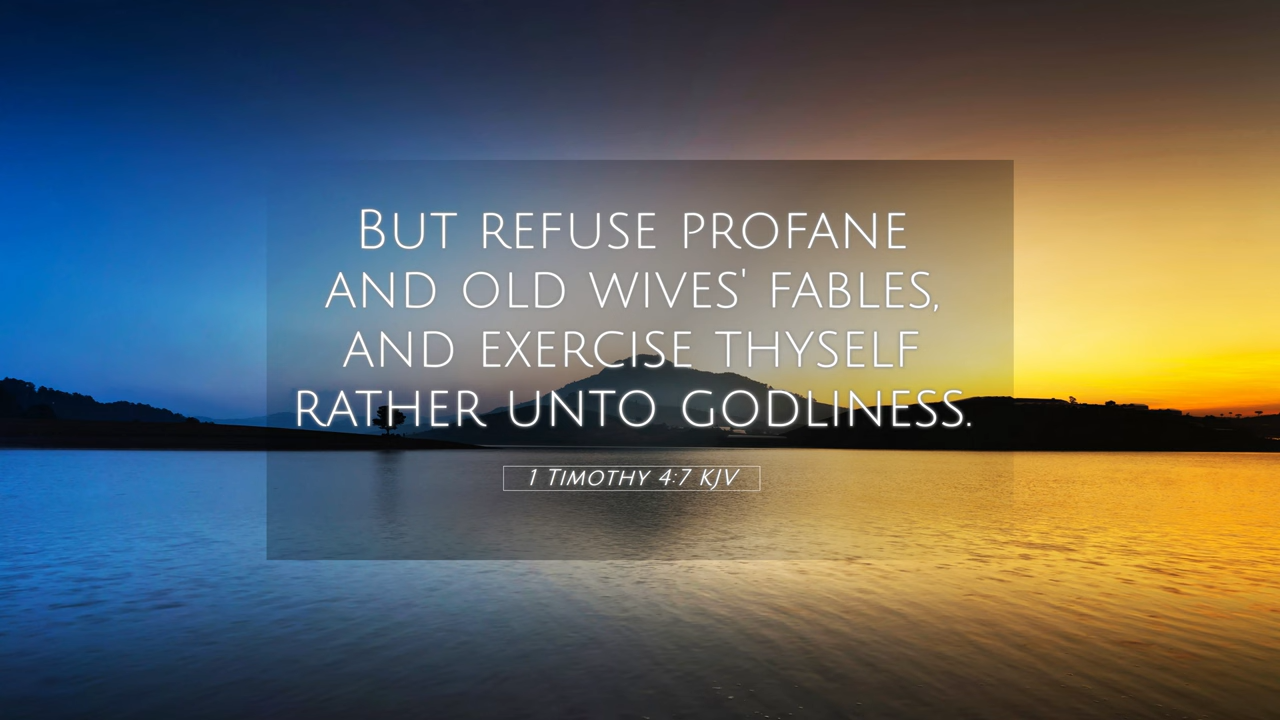 But refuse profane
and old wives' fables,
and exercise thyself
rather unto godliness.
1 Timothy 4:7 KJV